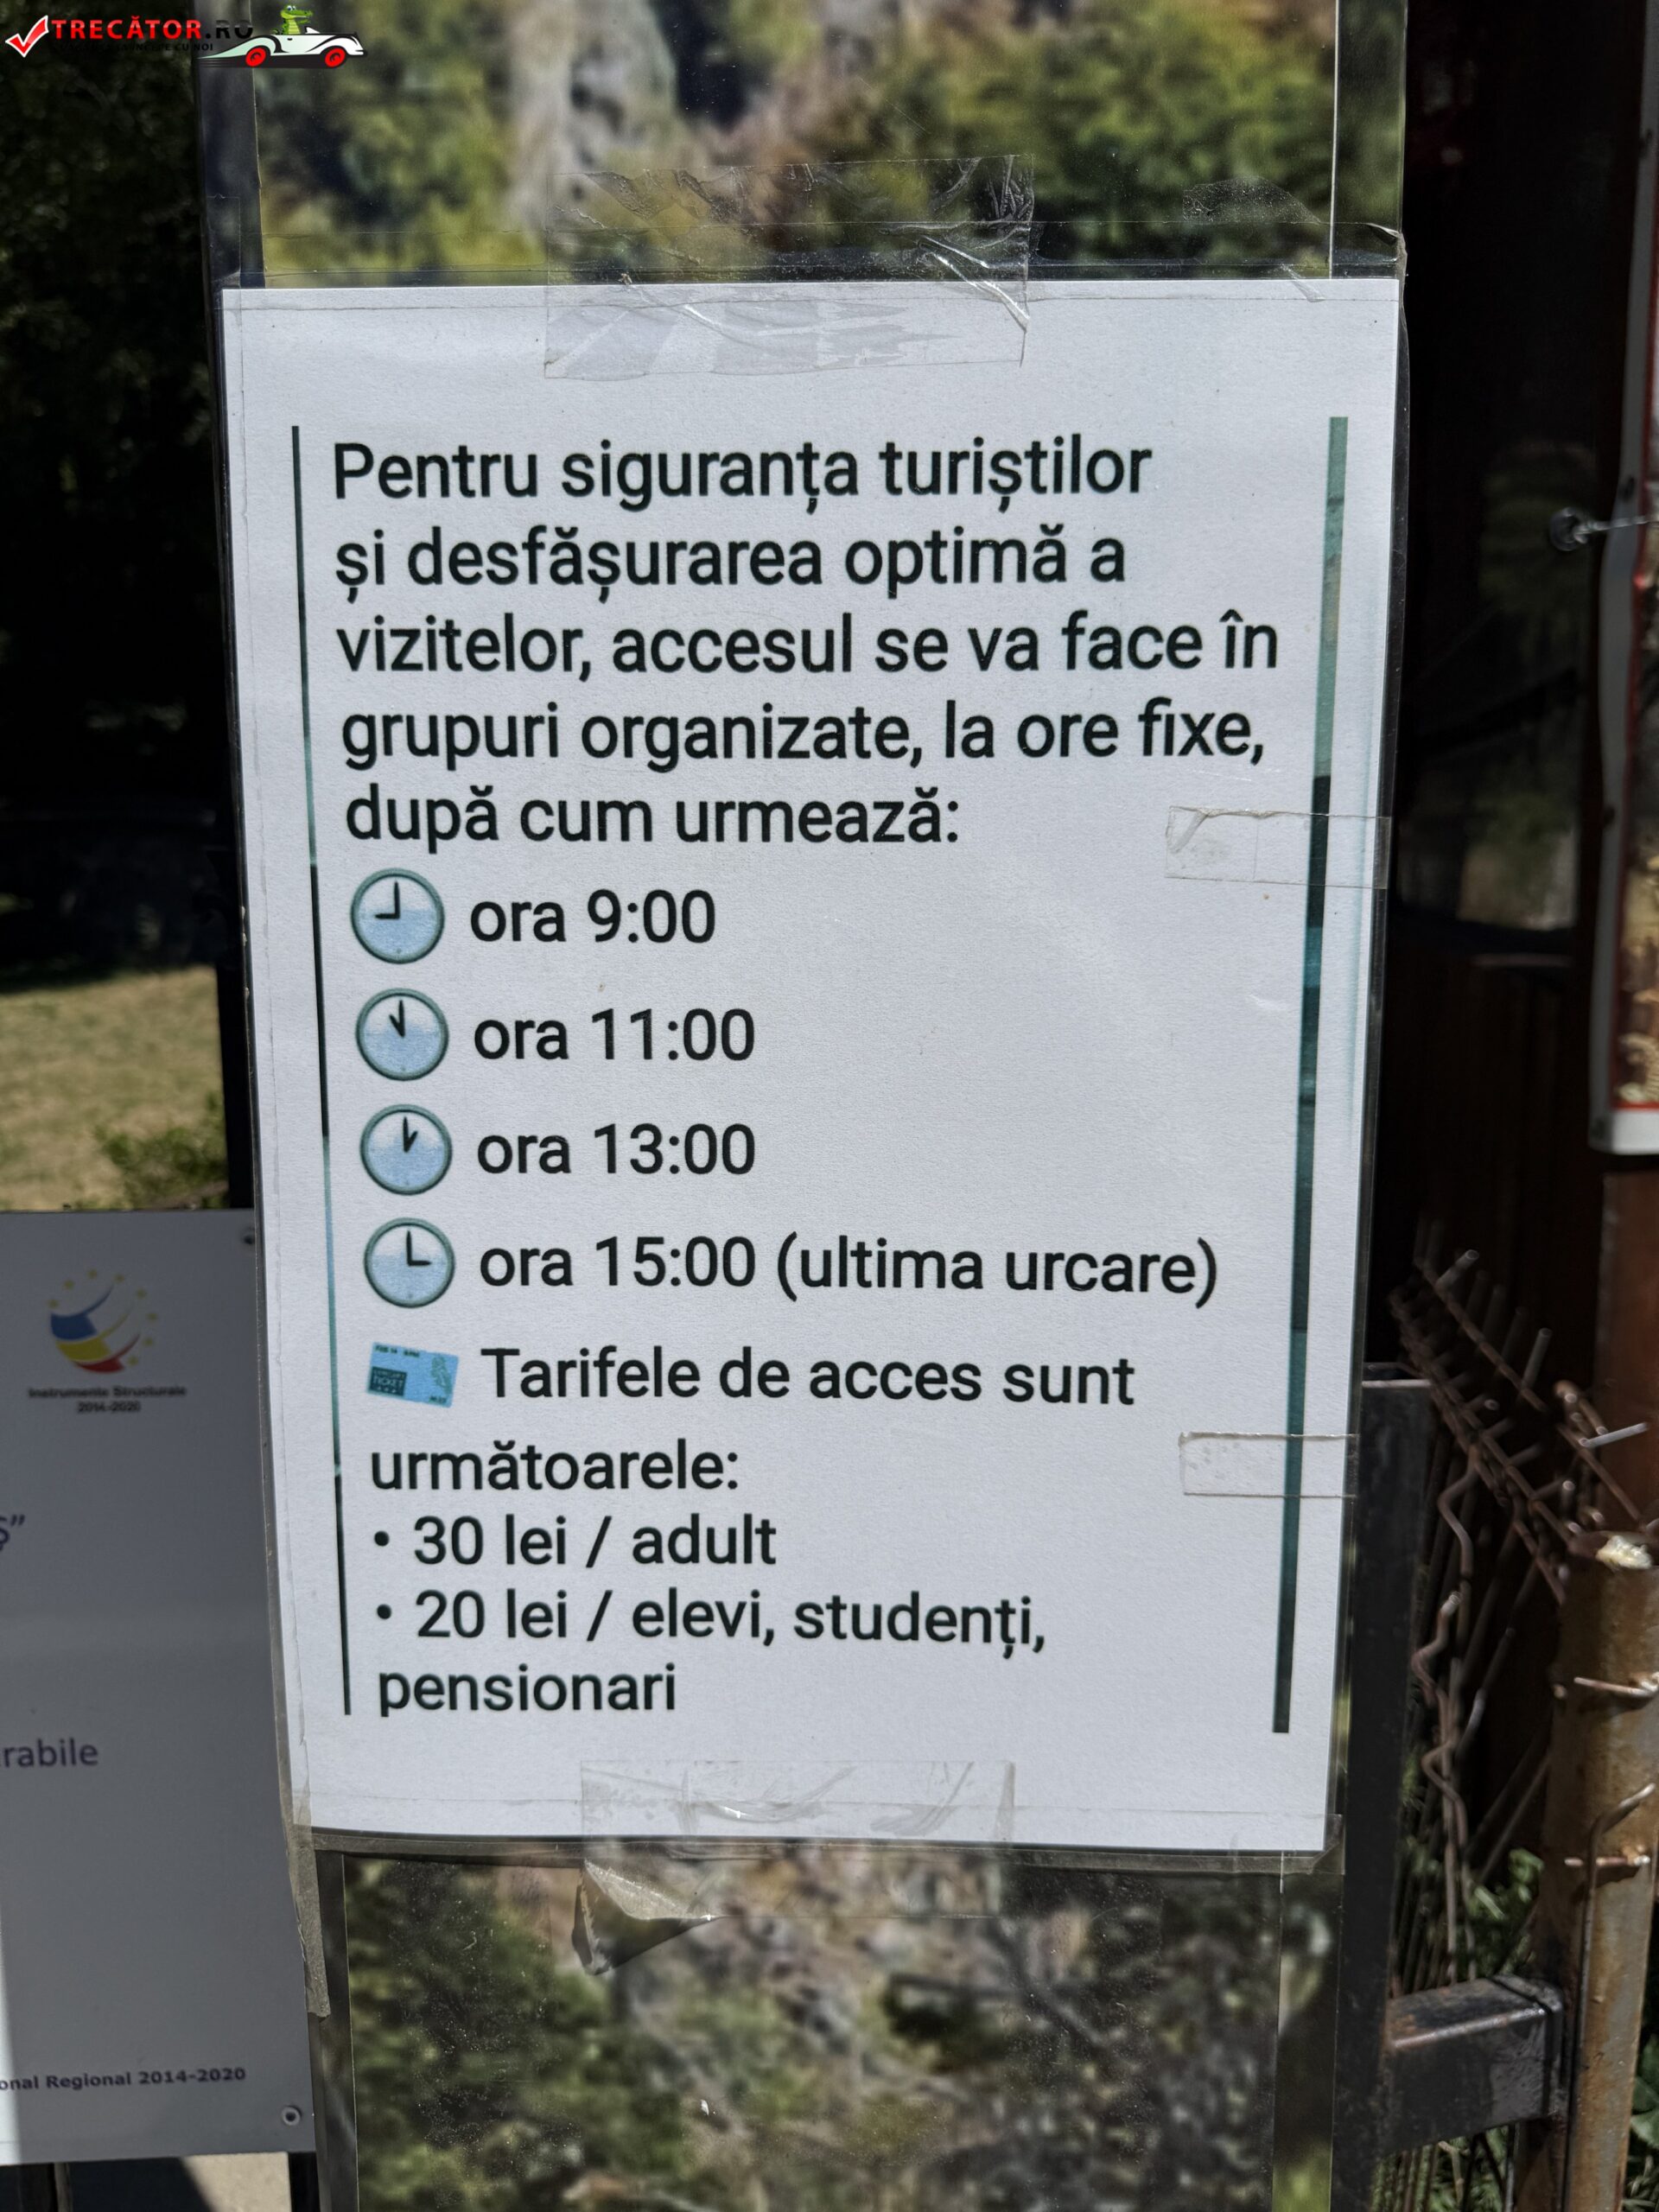 TRECĂTOR.RO
Pentru siguranța turiștilor
și desfășurarea optimă a
vizitelor, accesul se va face în
grupuri organizate, la ore fixe,
după cum urmează:
ora 9:00
ora 11:00
ora 13:00
ora 15:00 (ultima urcare)
TICKET
Tarifele de acces sunt
următoarele:
• 30 lei / adult
• 20 lei / elevi, studenți,
pensionari
Instrumente Structurale
2014-2020
Ș”
rabile
onal Regional 2014-2020